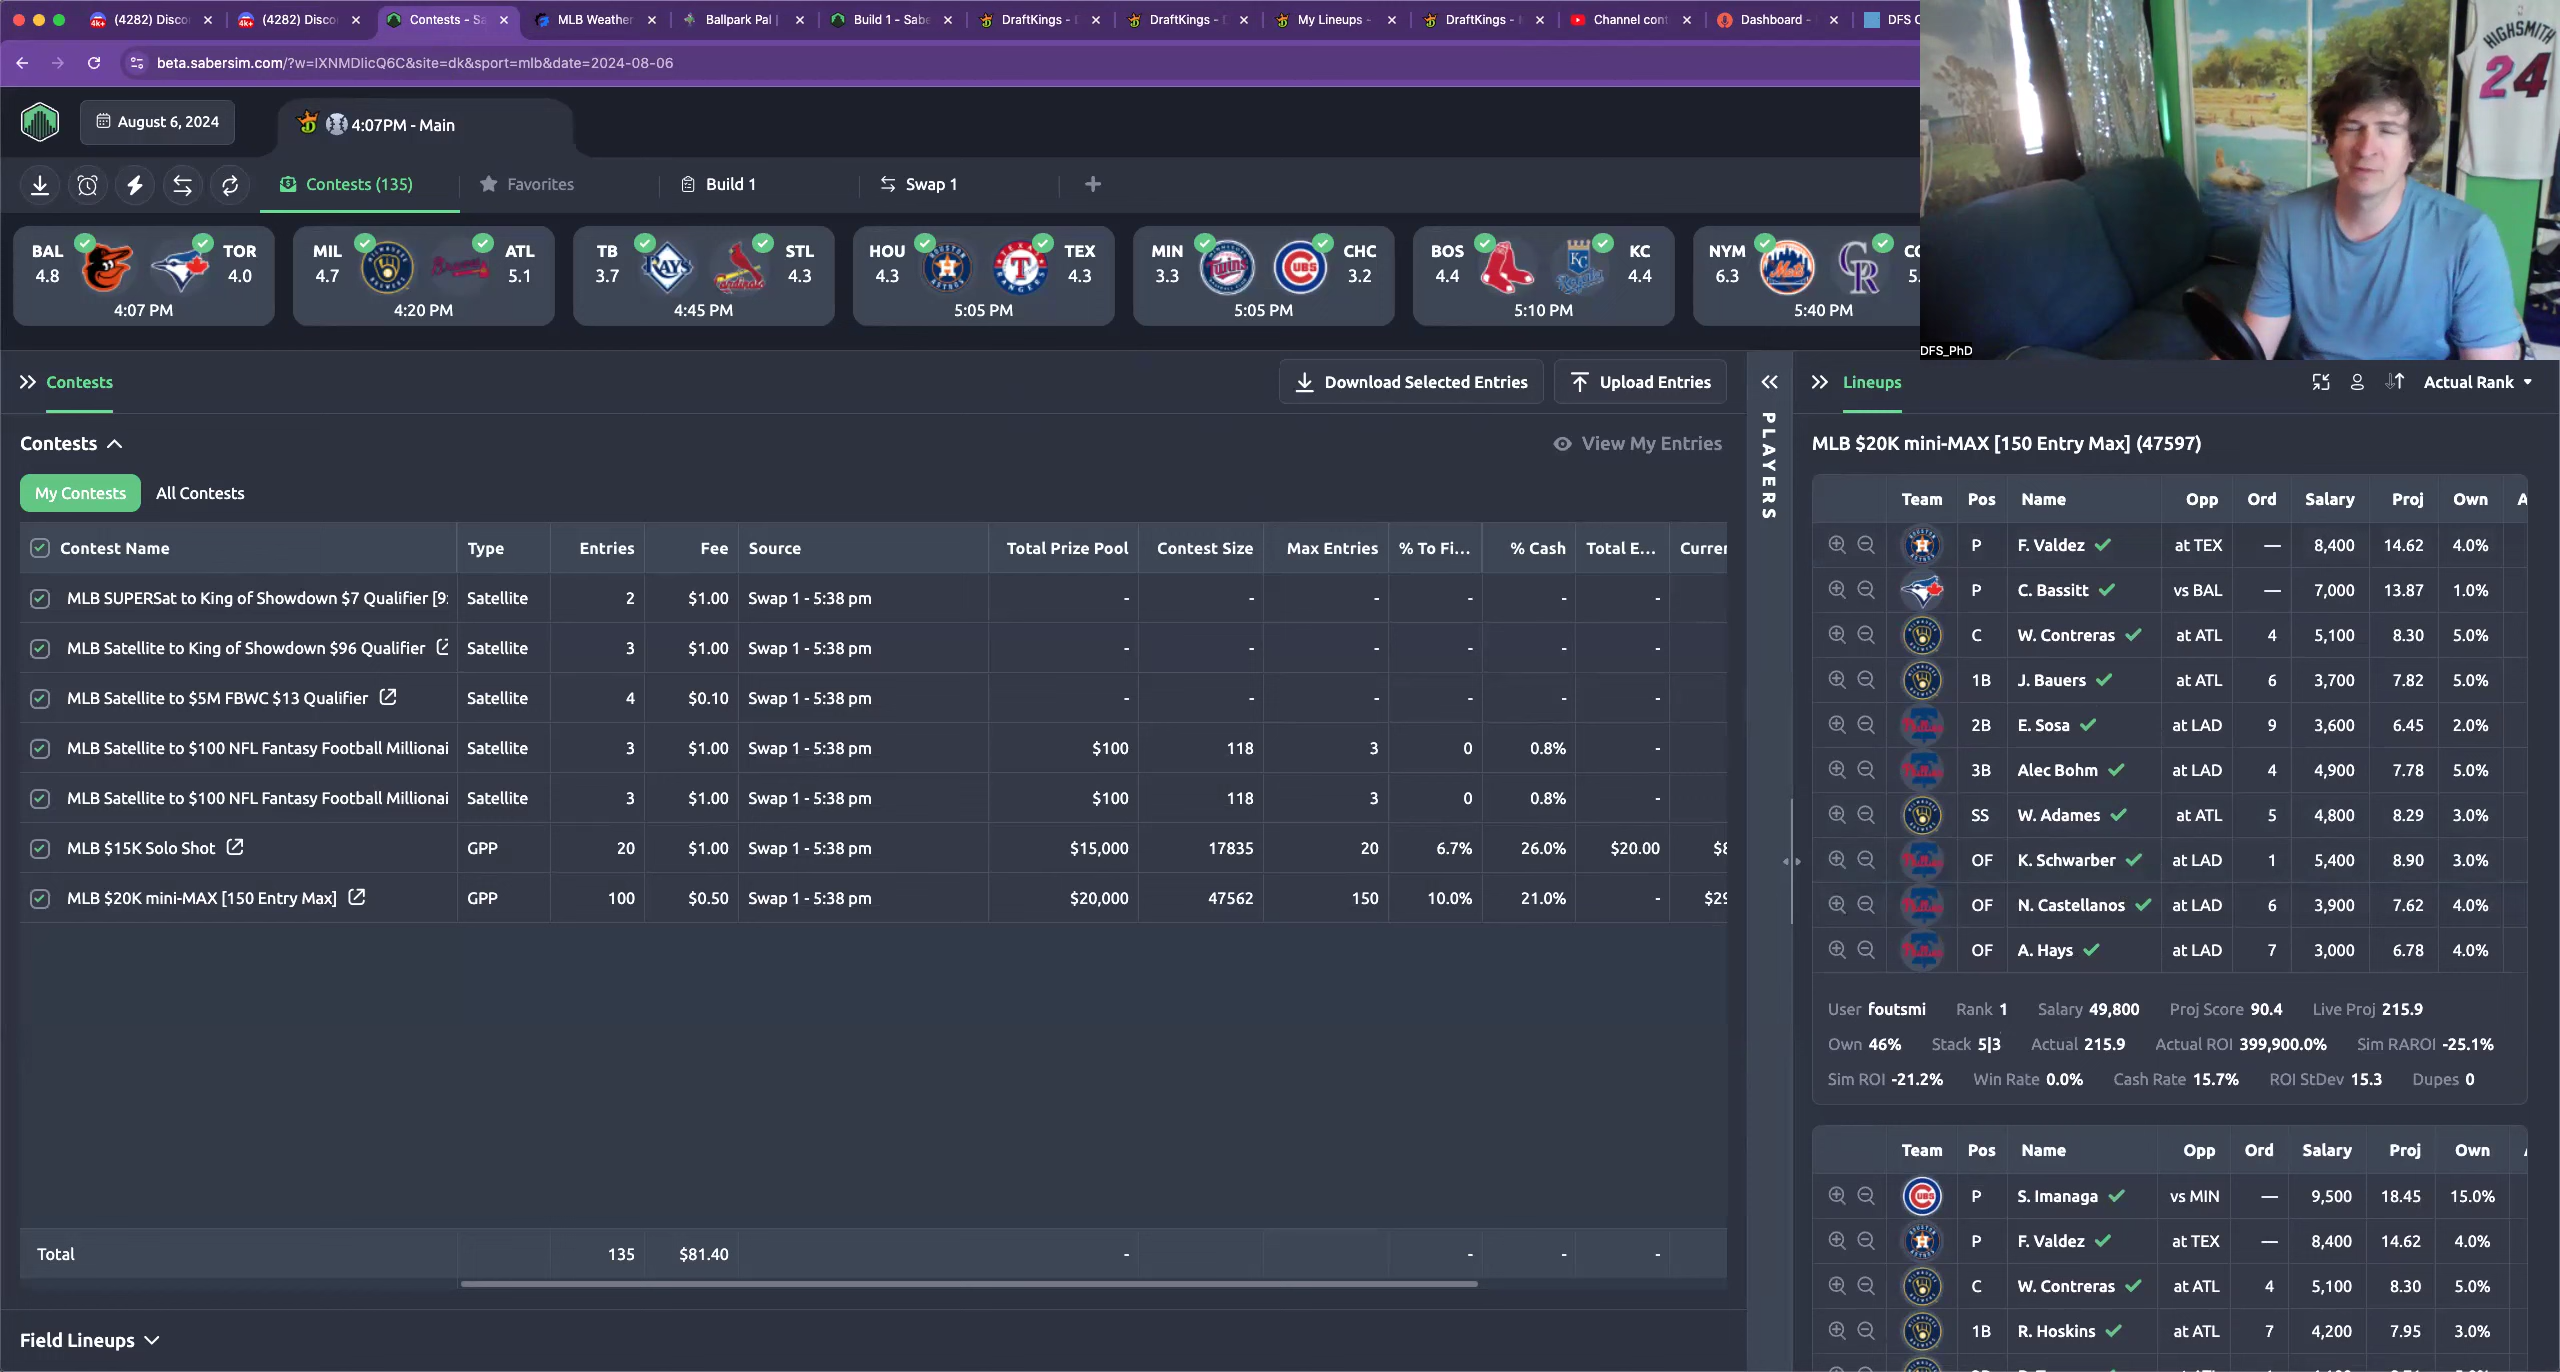 (4282) Disco
(4282) Disco
Contests - Sa
MLB Weather
Ballpark Pal |
Build 1 - Sabe
DraftKings -
DraftKings -
My Lineups -
DraftKings -
Channel cont
Dashboard -
DFS
beta.sabersim.com/?w=IXNMDlicQ6C&site=dk&sport=mlb&date=2024-08-06
HIGHSMITH
24
August 6, 2024
4:07PM - Main
Contests (135)
Favorites
Build 1
Swap 1
BAL TOR
4.8 4.0
4:07 PM
MIL ATL
4.7 5.1
4:20 PM
TB STL
3.7 4.3
4:45 PM
HOU TEX
4.3 4.3
5:05 PM
MIN CHC
3.3 3.2
5:05 PM
BOS KC
4.4 4.4
5:10 PM
NYM
6.3 5.
5:40 PM
DFS_PhD
Contests
Download Selected Entries
Upload Entries
Contests
View My Entries
My Contests All Contests
Contest Name Type Entries Fee Source Total Prize Pool Contest Size Max Entries % To Fi... % Cash Total E... Curren
MLB SUPERSat to King of Showdown $7 Qualifier [9: Satellite 2 $1.00 Swap 1 - 5:38 pm - - - - - -
MLB Satellite to King of Showdown $96 Qualifier Satellite 3 $1.00 Swap 1 - 5:38 pm - - - - - -
MLB Satellite to $5M FBWC $13 Qualifier Satellite 4 $0.10 Swap 1 - 5:38 pm - - - - - -
MLB Satellite to $100 NFL Fantasy Football Millionai Satellite 3 $1.00 Swap 1 - 5:38 pm $100 118 3 0 0.8% -
MLB Satellite to $100 NFL Fantasy Football Millionai Satellite 3 $1.00 Swap 1 - 5:38 pm $100 118 3 0 0.8% -
MLB $15K Solo Shot GPP 20 $1.00 Swap 1 - 5:38 pm $15,000 17835 20 6.7% 26.0% $20.00 $8
MLB $20K mini-MAX [150 Entry Max] GPP 100 $0.50 Swap 1 - 5:38 pm $20,000 47562 150 10.0% 21.0% - $29
Total 135 $81.40 - - - -
Field Lineups
PLAYERS
Lineups
Actual Rank
MLB $20K mini-MAX [150 Entry Max] (47597)
Team Pos Name Opp Ord Salary Proj Own A
P F. Valdez at TEX — 8,400 14.62 4.0%
P C. Bassitt vs BAL — 7,000 13.87 1.0%
C W. Contreras at ATL 4 5,100 8.30 5.0%
1B J. Bauers at ATL 6 3,700 7.82 5.0%
2B E. Sosa at LAD 9 3,600 6.45 2.0%
3B Alec Bohm at LAD 4 4,900 7.78 5.0%
SS W. Adames at ATL 5 4,800 8.29 3.0%
OF K. Schwarber at LAD 1 5,400 8.90 3.0%
OF N. Castellanos at LAD 6 3,900 7.62 4.0%
OF A. Hays at LAD 7 3,000 6.78 4.0%
User foutsmi Rank 1 Salary 49,800 Proj Score 90.4 Live Proj 215.9
Own 46% Stack 5|3 Actual 215.9 Actual ROI 399,900.0% Sim RAROI -25.1%
Sim ROI -21.2% Win Rate 0.0% Cash Rate 15.7% ROI StDev 15.3 Dupes 0
Team Pos Name Opp Ord Salary Proj Own
P S. Imanaga vs MIN — 9,500 18.45 15.0%
P F. Valdez at TEX — 8,400 14.62 4.0%
C W. Contreras at ATL 4 5,100 8.30 5.0%
1B R. Hoskins at ATL 7 4,200 7.95 3.0%